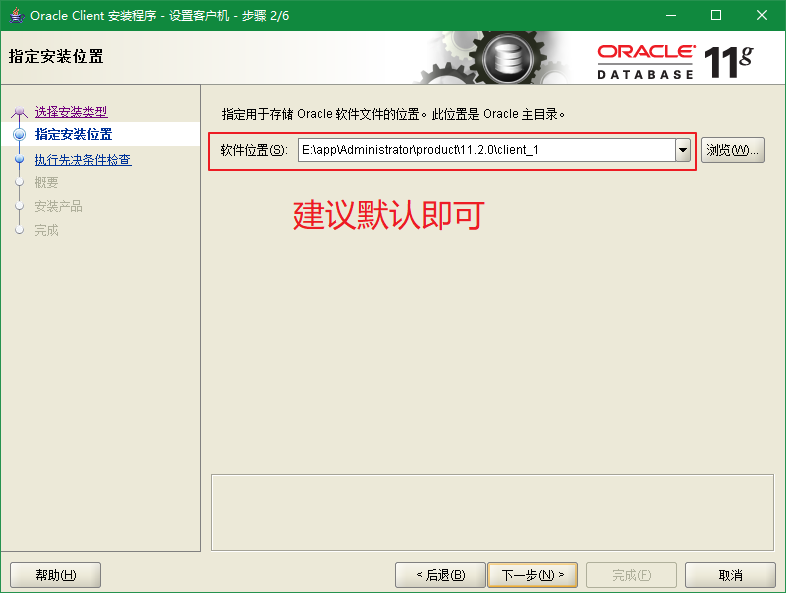 Oracle Client 安装程序 - 设置客户机 - 步骤 2/6
指定安装位置
ORACLE
DATABASE
11g
选择安装类型
指定安装位置
执行先决条件检查
概要
安装产品
完成
指定用于存储 Oracle 软件文件的位置。此位置是 Oracle 主目录。
软件位置(S): E:\app\Administrator\product\11.2.0\client_1 浏览(W)...
建议默认即可
帮助(H) < 后退(B) 下一步(N) > 完成(F) 取消